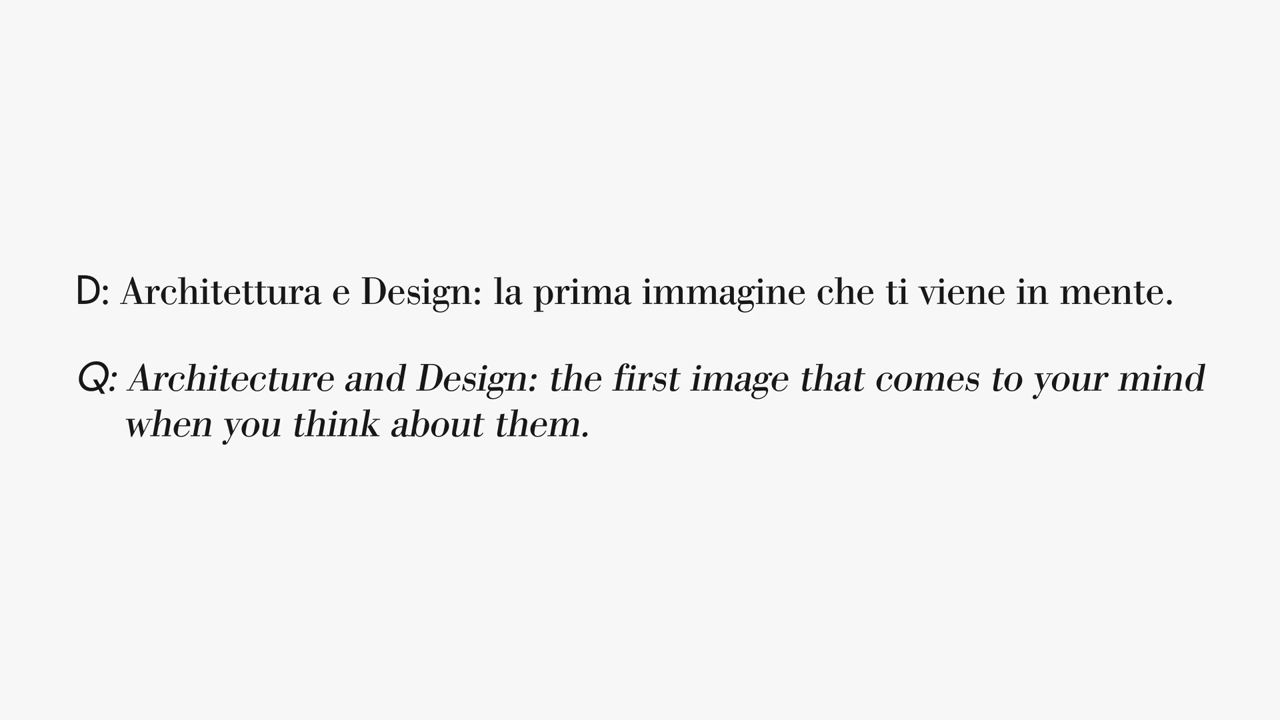 D: Architettura e Design: la prima immagine che ti viene in mente.
Q: Architecture and Design: the first image that comes to your mind
when you think about them.